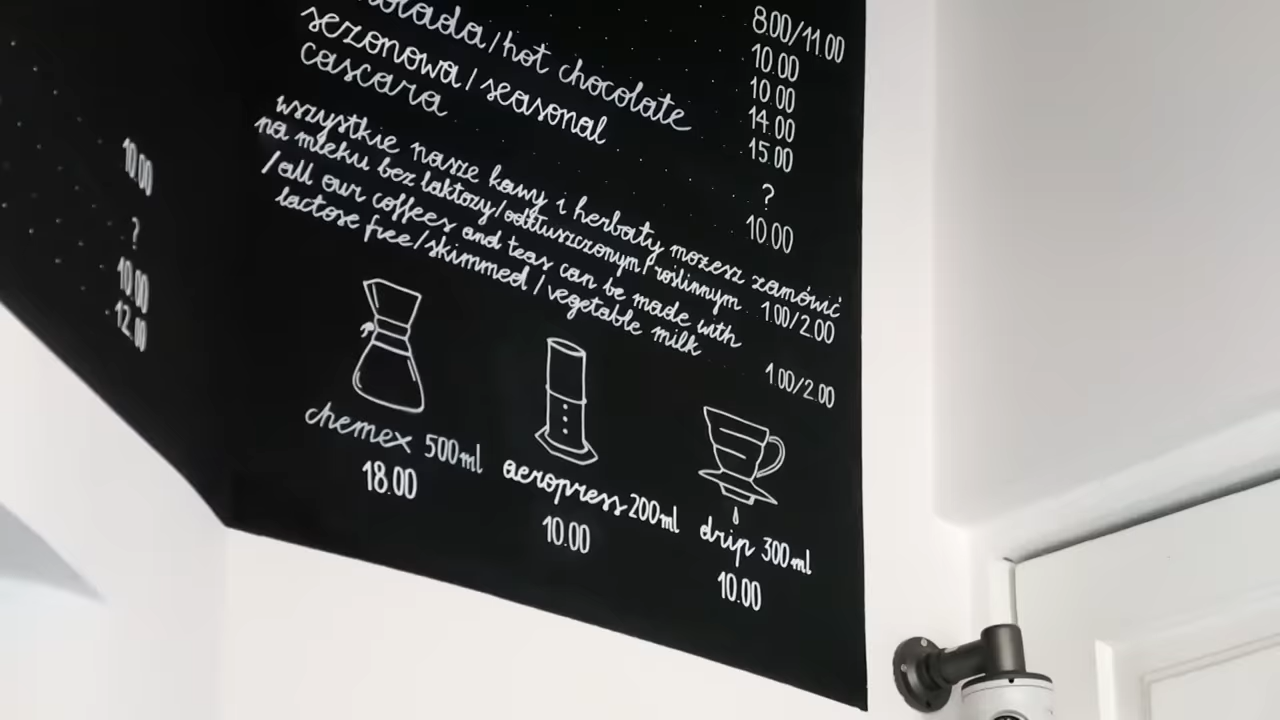 10.00
?
10.00
12.00
8.00/11.00
10.00
10.00
/hot chocolate 14.00
15.00
sezonowa/seasonal ?
cascara 10.00
wszystkie nasze kawy i herbaty możesz zamówić
na mleku bez laktozy/odtłuszczonym/roślinnym 1.00/2.00
/all our coffees and teas can be made with
lactose free/skimmed/vegetable milk 1.00/2.00
chemex 500ml
18.00
aeropress 200ml
10.00
drip 300ml
10.00